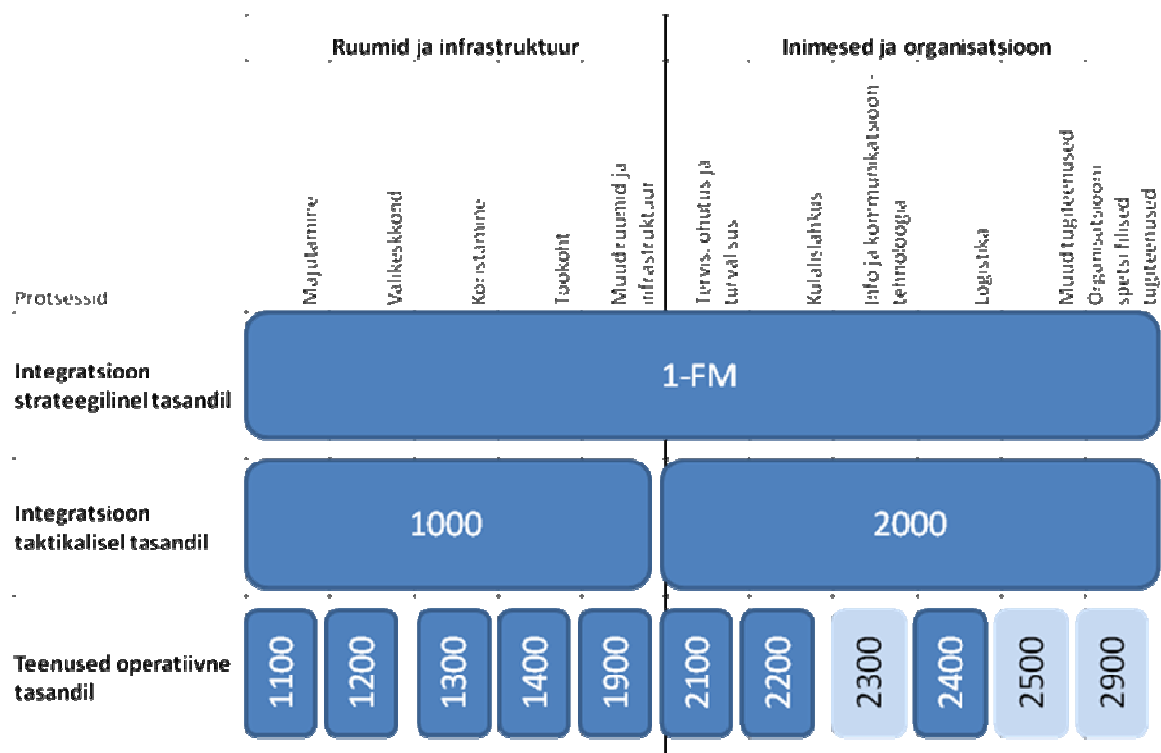 Ruumid ja infrastruktuur
Inimesed ja organisatsioon
Protsessid
Majutamine
Väliskeskkond
Koristamine
Töökoht
Muud ruumid ja
infrastruktuur
Tervis, ohutus ja
turvalisus
Külalislahkus
Info ja kommunikatsioon -
tehnoloogia
Logistika
Muud tugiteenused
Organisatsiooni
spetsiifilised
tugiteenused
Integratsioon
strateegilinel tasandil
1-FM
Integratsioon
taktikalisel tasandil
1000
2000
Teenused operatiivne
tasandil
1100
1200
1300
1400
1900
2100
2200
2300
2400
2500
2900